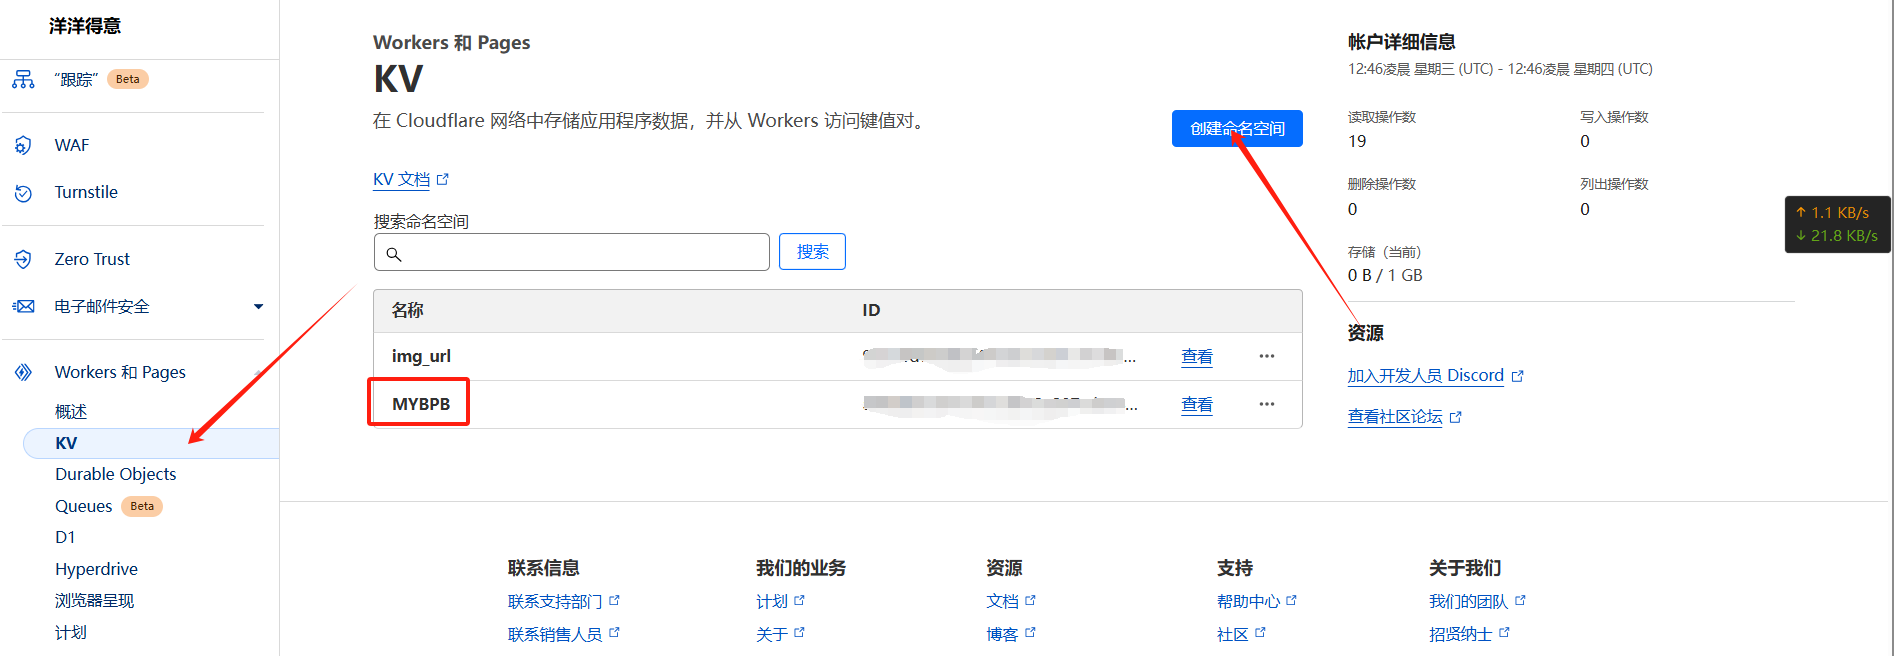 洋洋得意
“跟踪” Beta
WAF
Turnstile
Zero Trust
电子邮件安全
Workers 和 Pages
概述
KV
Durable Objects
Queues Beta
D1
Hyperdrive
浏览器呈现
计划
Workers 和 Pages
KV
在 Cloudflare 网络中存储应用程序数据，并从 Workers 访问键值对。
创建命名空间
KV 文档
搜索命名空间
搜索
名称 ID
img_url ... 查看
MYBPB ... 查看
帐户详细信息
12:46凌晨 星期三 (UTC) - 12:46凌晨 星期四 (UTC)
读取操作数 写入操作数
19 0
删除操作数 列出操作数
0 0
存储（当前）
0 B / 1 GB
资源
加入开发人员 Discord
查看社区论坛
↑ 1.1 KB/s
↓ 21.8 KB/s
联系信息 我们的业务 资源 支持 关于我们
联系支持部门 计划 文档 帮助中心 我们的团队
联系销售人员 关于 博客 社区 招贤纳士